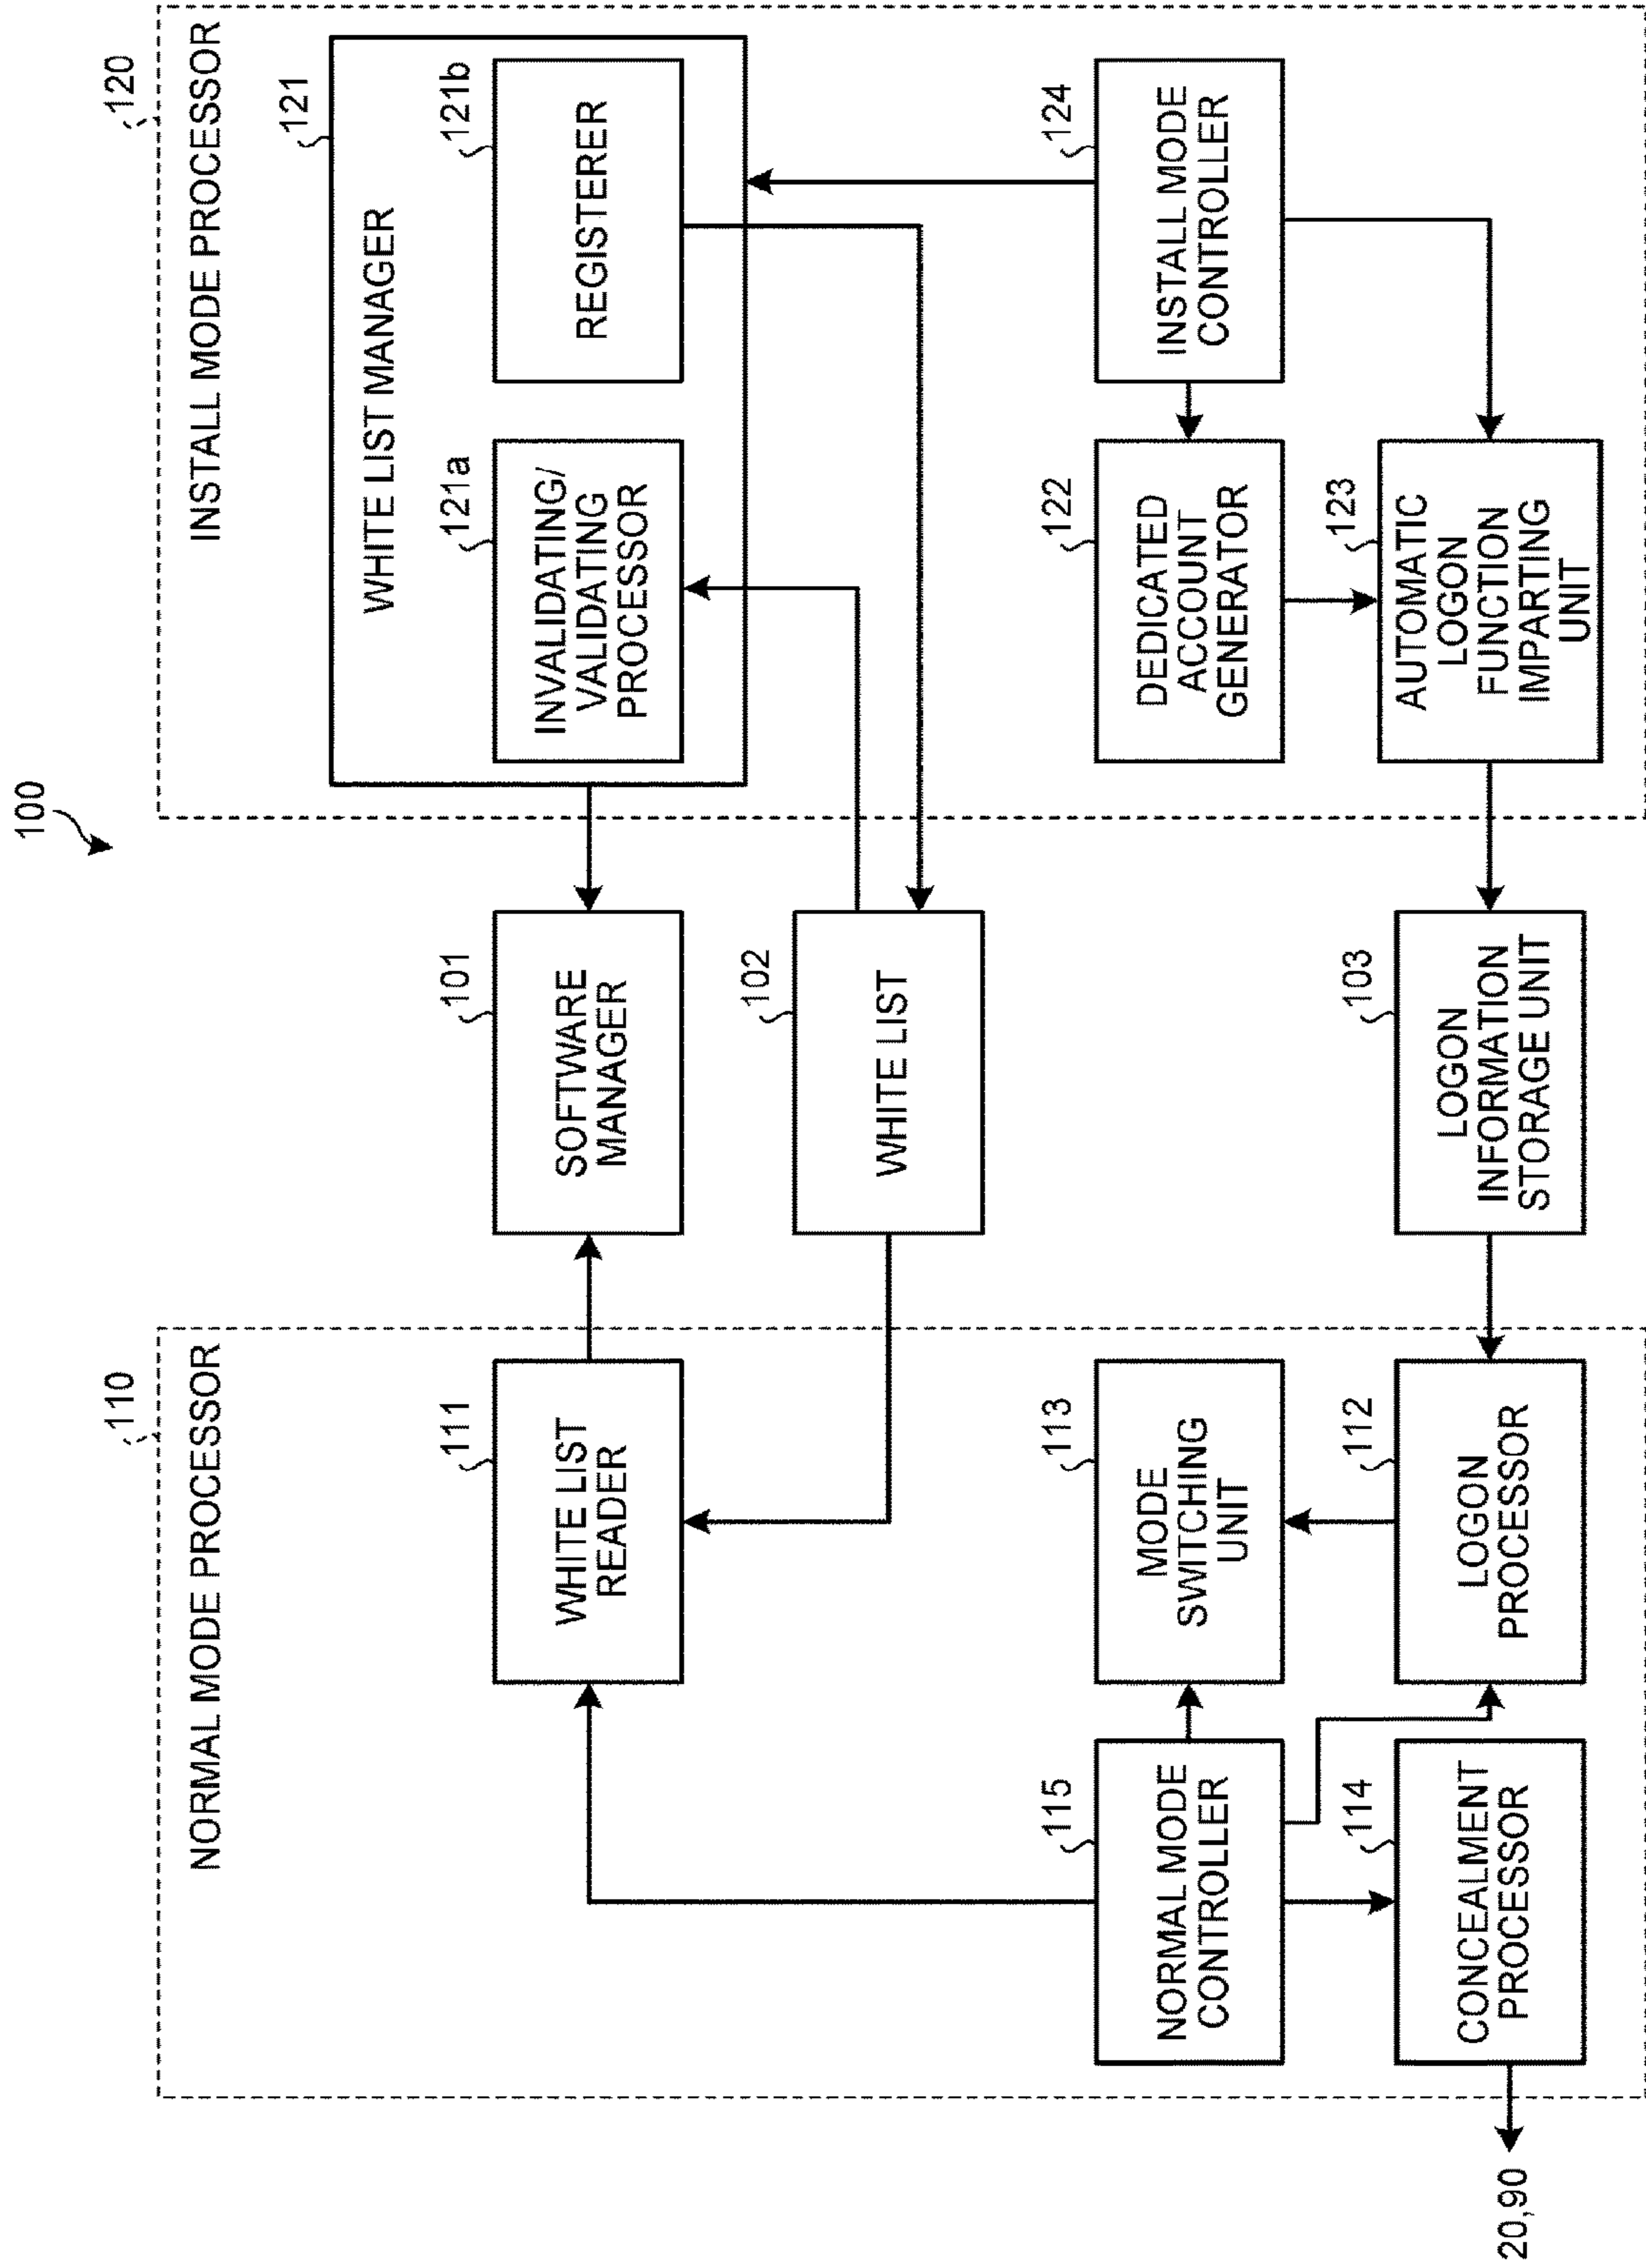 100
110
NORMAL MODE PROCESSOR
111
WHITE LIST
READER
115
NORMAL MODE
CONTROLLER
113
MODE
SWITCHING
UNIT
114
CONCEALMENT
PROCESSOR
112
LOGON
PROCESSOR
20,90
101
SOFTWARE
MANAGER
102
WHITE LIST
103
LOGON
INFORMATION
STORAGE UNIT
120
INSTALL MODE PROCESSOR
121
WHITE LIST MANAGER
121a
INVALIDATING/
VALIDATING
PROCESSOR
121b
REGISTERER
122
DEDICATED
ACCOUNT
GENERATOR
124
INSTALL MODE
CONTROLLER
123
AUTOMATIC
LOGON
FUNCTION
IMPARTING
UNIT